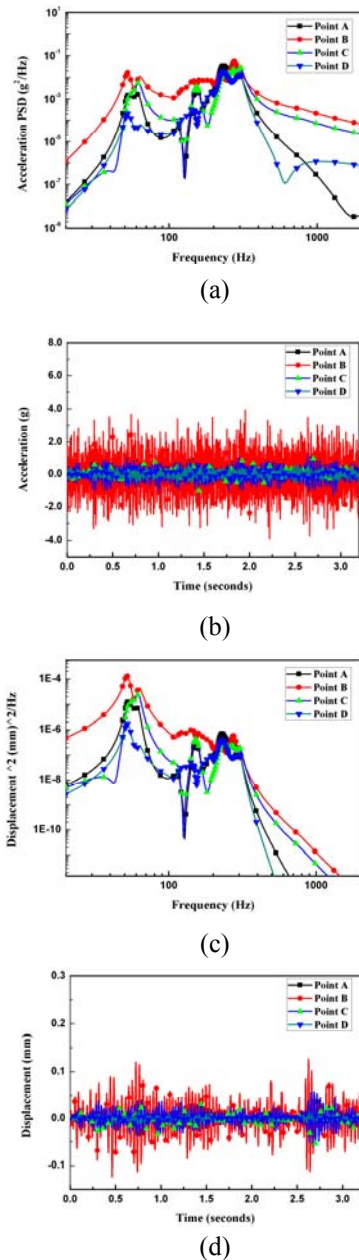 Point A
Point B
Point C
Point D
Acceleration PSD (g²/Hz)
10¹
10⁻¹
10⁻³
10⁻⁵
10⁻⁷
10⁻⁹
100
1000
Frequency (Hz)
(a)
Point A
Point B
Point C
Point D
Acceleration (g)
8.0
6.0
4.0
2.0
0.0
-2.0
-4.0
0.0
0.5
1.0
1.5
2.0
2.5
3.0
Time (seconds)
(b)
Point A
Point B
Point C
Point D
Displacement ^2 (mm)^2/Hz
1E-4
1E-6
1E-8
1E-10
100
1000
Frequency (Hz)
(c)
Point A
Point B
Point C
Point D
Displacement (mm)
0.3
0.2
0.1
0.0
-0.1
0.0
0.5
1.0
1.5
2.0
2.5
3.0
Time (seconds)
(d)